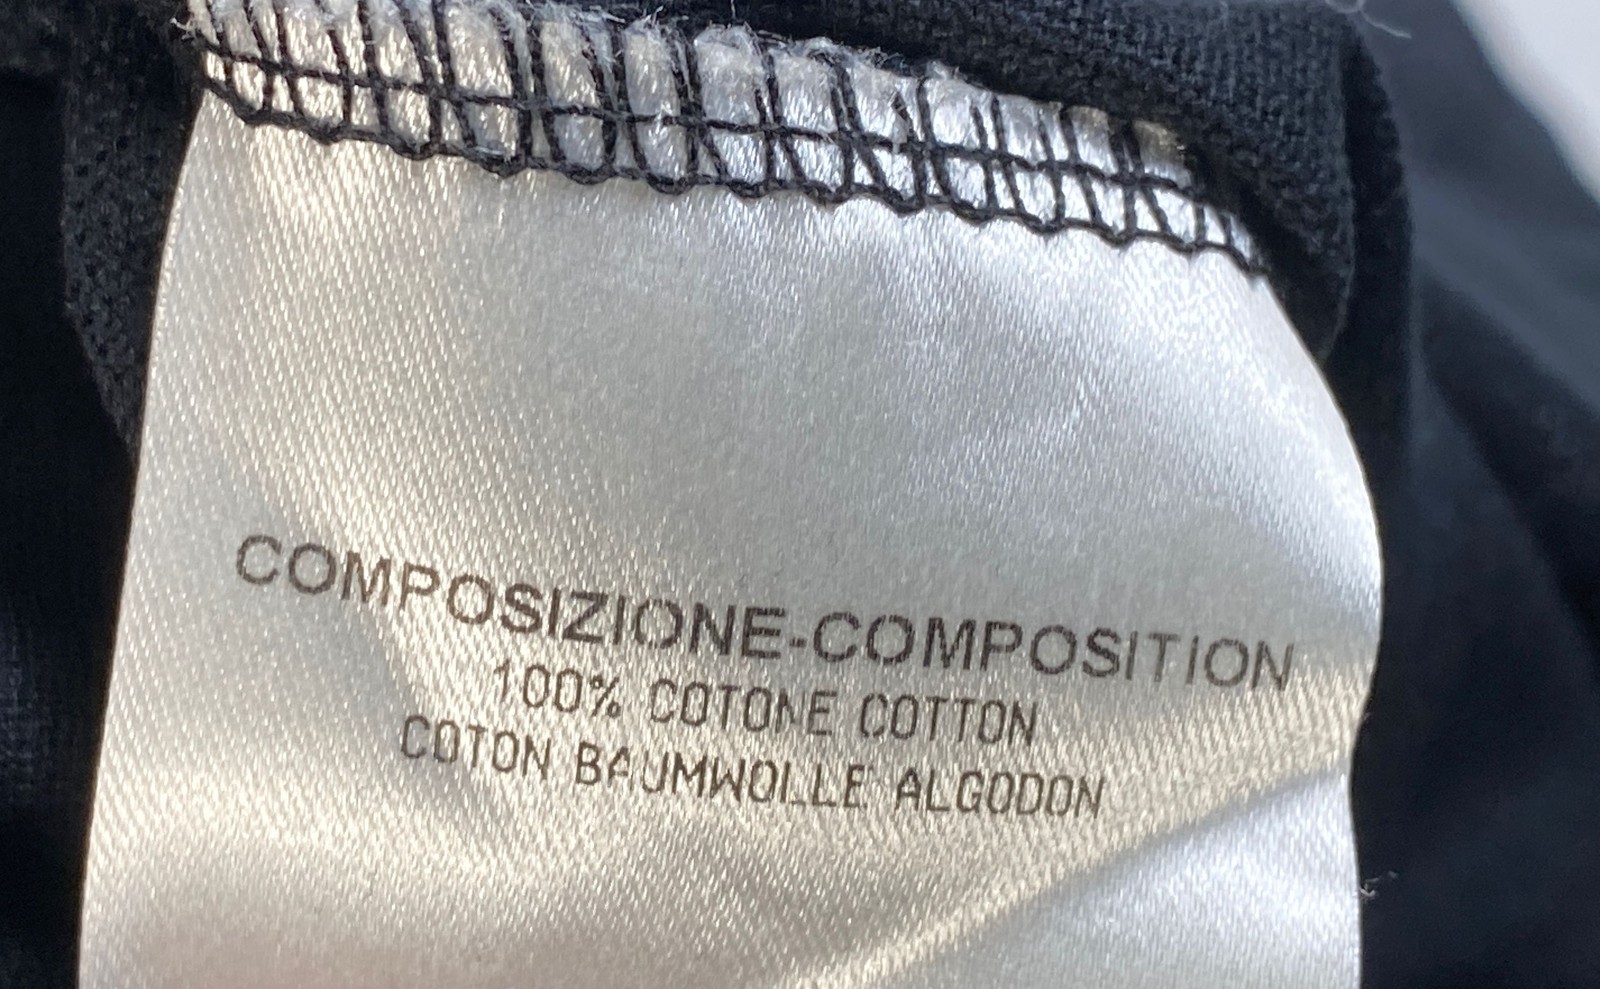 COMPOSIZIONE-COMPOSITION
100% COTONE COTTON
COTON BAUMWOLLE ALGODON